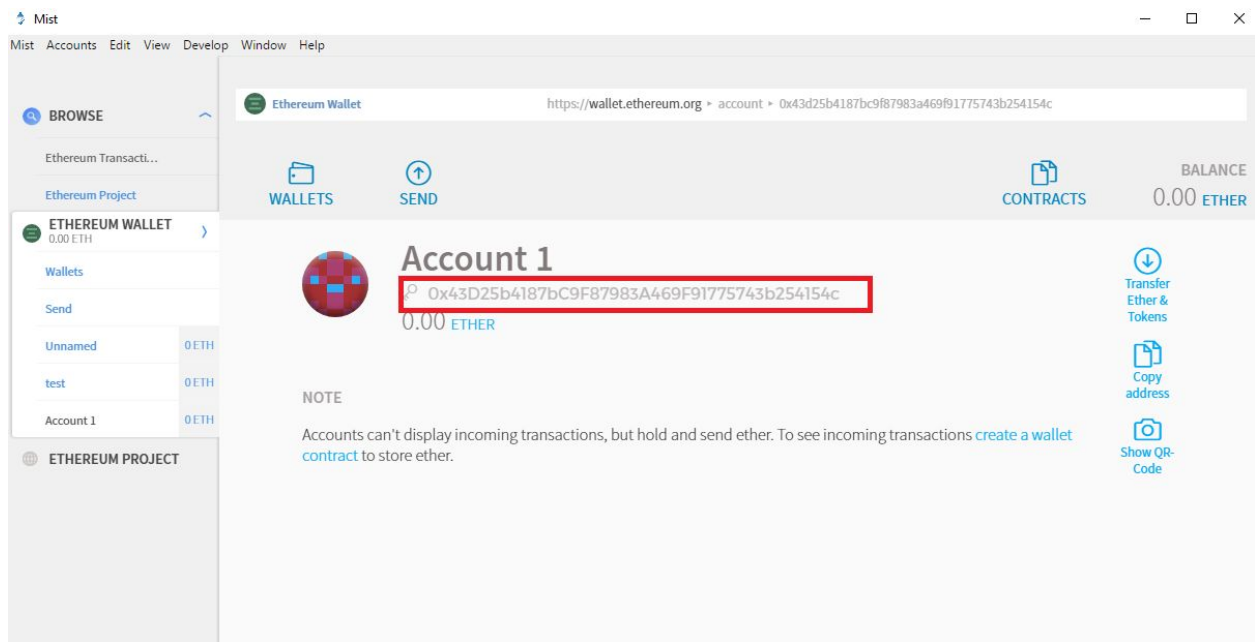 Mist
Mist Accounts Edit View Develop Window Help
BROWSE
Ethereum Transacti...
Ethereum Project
ETHEREUM WALLET
0.00 ETH
Wallets
Send
Unnamed 0 ETH
test 0 ETH
Account 1 0 ETH
ETHEREUM PROJECT
Ethereum Wallet https://wallet.ethereum.org ▸ account ▸ 0x43d25b4187bc9f87983a469f91775743b254154c
WALLETS SEND CONTRACTS
BALANCE
0.00 ETHER
Account 1
0x43D25b4187bC9F87983A469F91775743b254154c
0.00 ETHER
NOTE
Accounts can't display incoming transactions, but hold and send ether. To see incoming transactions create a wallet
contract to store ether.
Transfer
Ether &
Tokens
Copy
address
Show QR-
Code